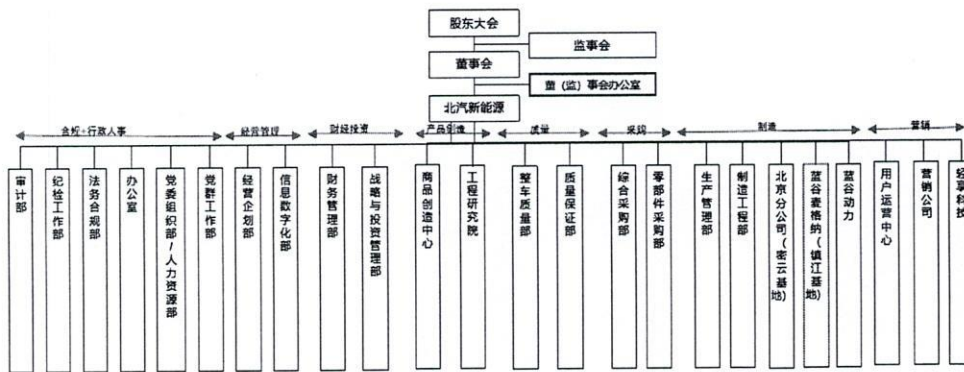 股东大会
监事会
董事会
董（监）事会办公室
北汽新能源
合规+行政人事
经营管理
财经投资
产品创造
质量
采购
制造
营销
审计部
纪检工作部
法务合规部
办公室
党委组织部/人力资源部
党群工作部
经营企划部
信息数字化部
财务管理部
战略与投资管理部
商品创造中心
工程研究院
整车质量部
质量保证部
综合采购部
零部件采购部
生产管理部
制造工程部
北京分公司（密云基地）
蓝谷麦格纳（镇江基地）
蓝谷动力
用户运营中心
营销公司
轻享科技